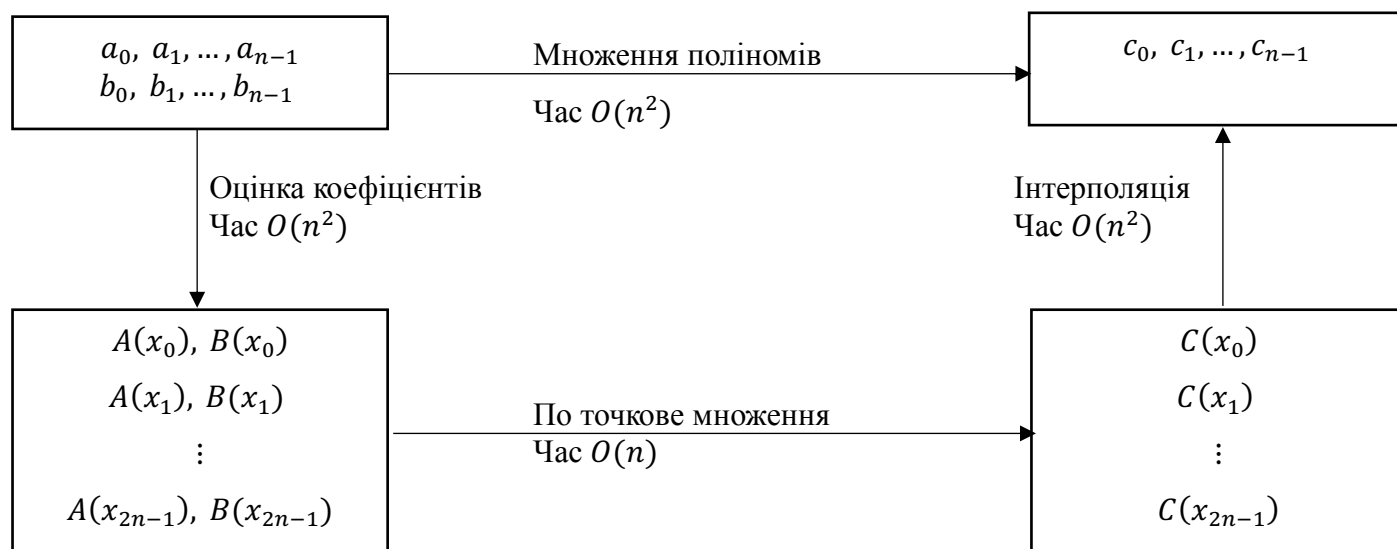 a₀, a₁, …, aₙ₋₁
b₀, b₁, …, bₙ₋₁
Множення поліномів
Час O(n²)
c₀, c₁, …, cₙ₋₁
Оцінка коефіцієнтів
Час O(n²)
Інтерполяція
Час O(n²)
A(x₀), B(x₀)
A(x₁), B(x₁)
⋮
A(x₂ₙ₋₁), B(x₂ₙ₋₁)
По точкове множення
Час O(n)
C(x₀)
C(x₁)
⋮
C(x₂ₙ₋₁)